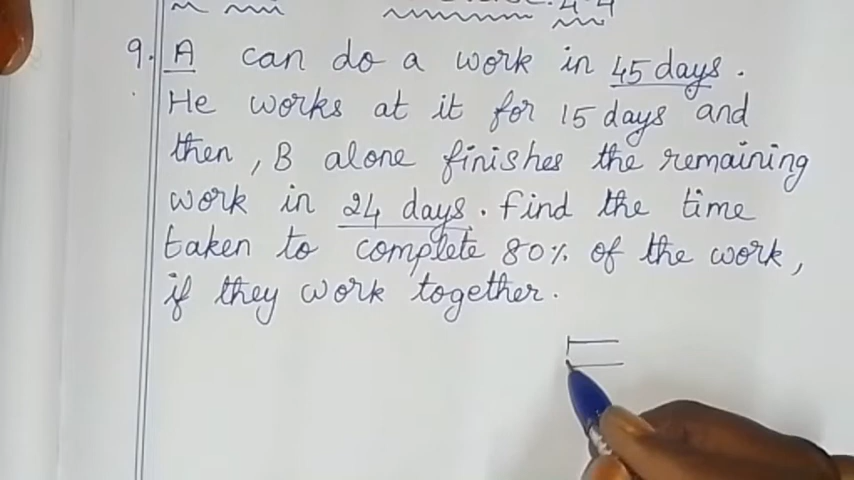 4.4
9. A can do a work in 45 days.
He works at it for 15 days and
then, B alone finishes the remaining
work in 24 days. find the time
taken to complete 80% of the work,
if they work together.